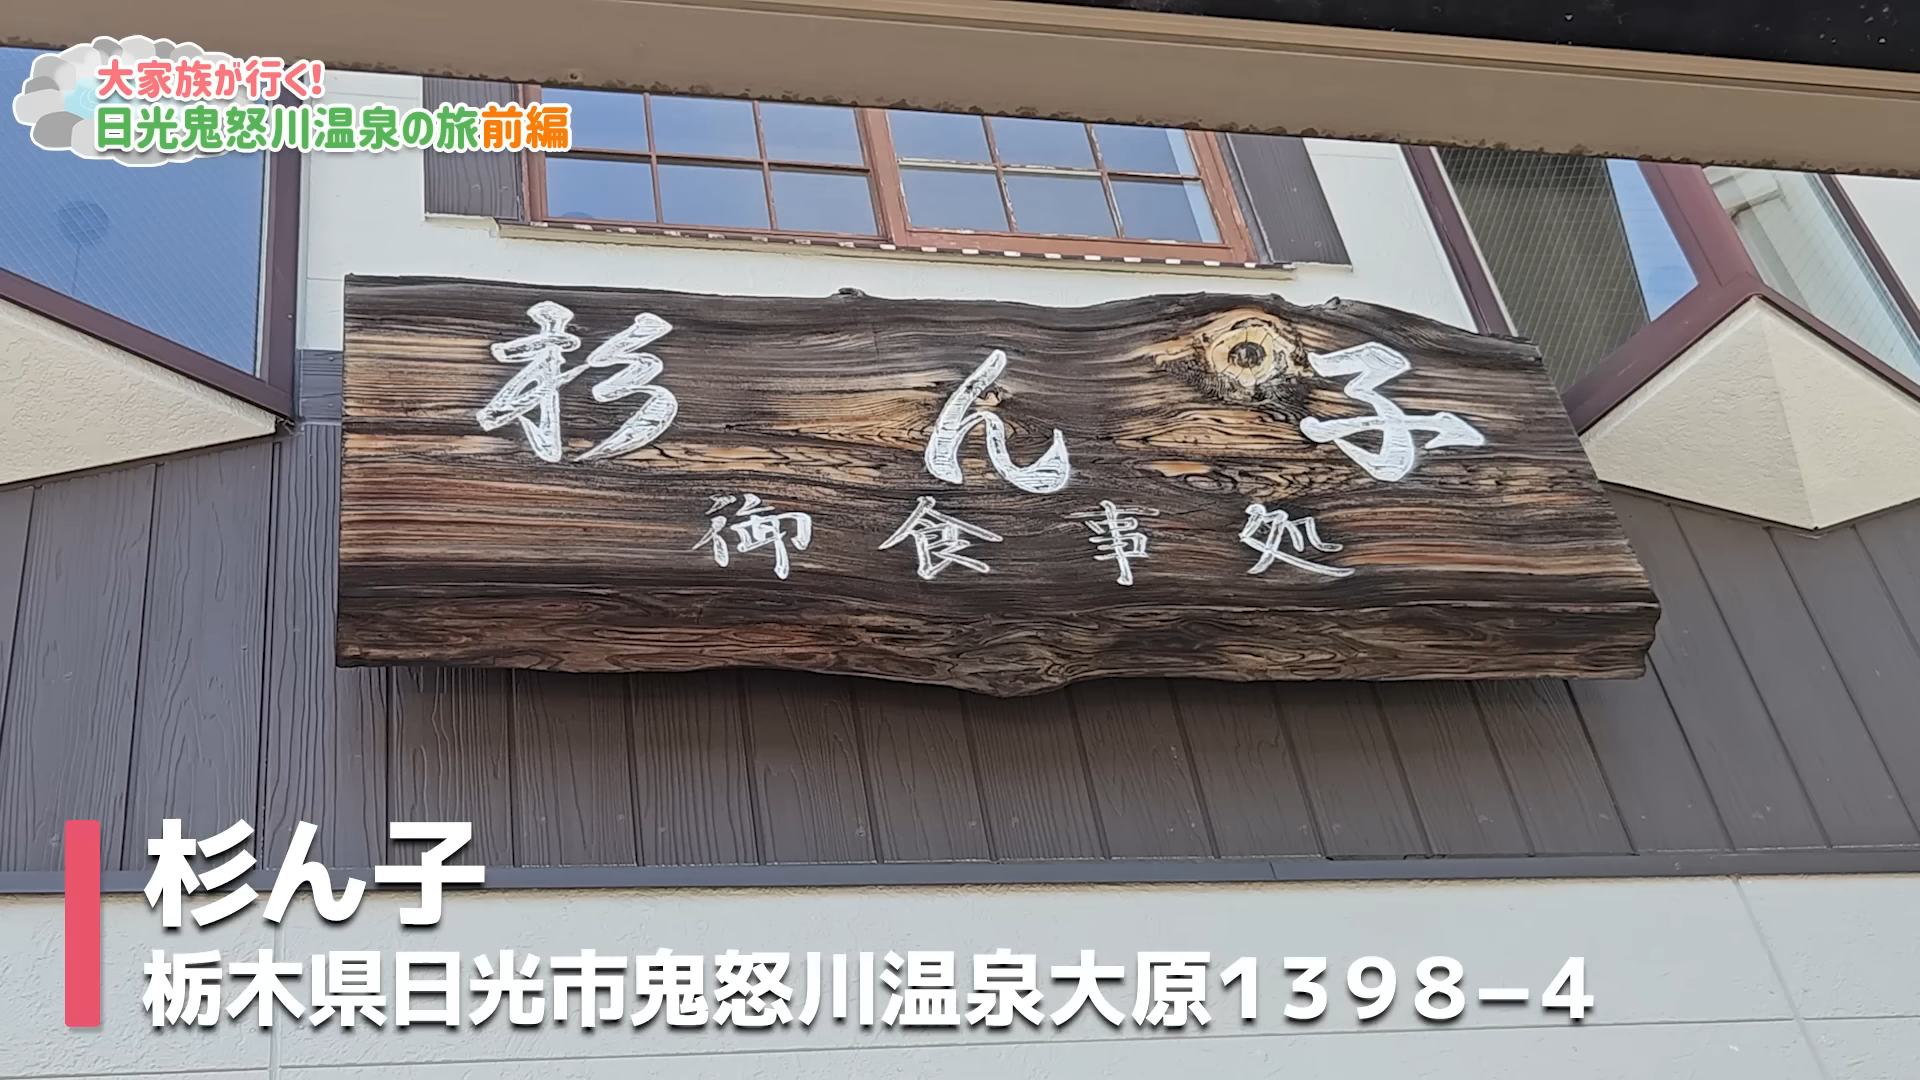 大家族が行く!
日光鬼怒川温泉の旅前編
杉ん子
御食事処
杉ん子
栃木県日光市鬼怒川温泉大原1398−4